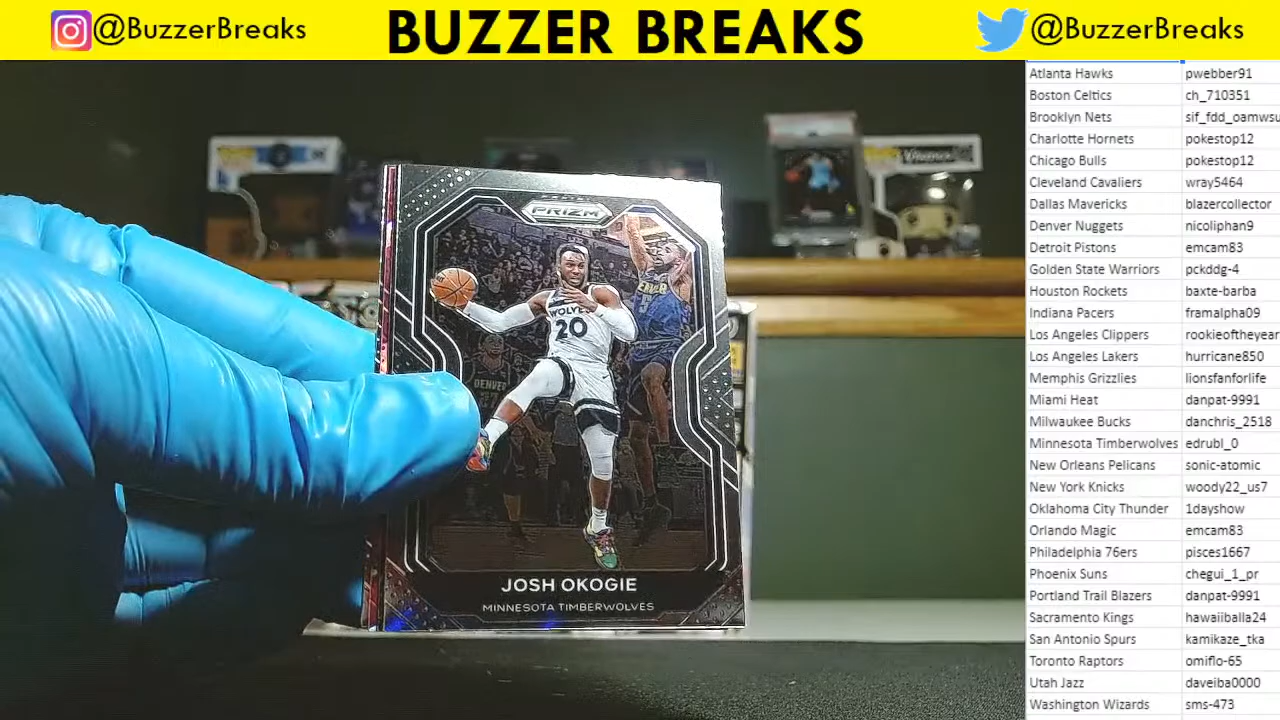 @BuzzerBreaks
BUZZER BREAKS
@BuzzerBreaks
PRIZM
WOLVES
20
DENVER
JOSH OKOGIE
MINNESOTA TIMBERWOLVES
Atlanta Hawks pwebber91
Boston Celtics ch_710351
Brooklyn Nets sif_fdd_oamwsu
Charlotte Hornets pokestop12
Chicago Bulls pokestop12
Cleveland Cavaliers wray5464
Dallas Mavericks blazercollector
Denver Nuggets nicoliphan9
Detroit Pistons emcam83
Golden State Warriors pckddg-4
Houston Rockets baxte-barba
Indiana Pacers framalpha09
Los Angeles Clippers rookieoftheyear
Los Angeles Lakers hurricane850
Memphis Grizzlies lionsfanforlife
Miami Heat danpat-9991
Milwaukee Bucks danchris_2518
Minnesota Timberwolves edrubl_0
New Orleans Pelicans sonic-atomic
New York Knicks woody22_us7
Oklahoma City Thunder 1dayshow
Orlando Magic emcam83
Philadelphia 76ers pisces1667
Phoenix Suns chegui_1_pr
Portland Trail Blazers danpat-9991
Sacramento Kings hawaiiballa24
San Antonio Spurs kamikaze_tka
Toronto Raptors omiflo-65
Utah Jazz daveiba0000
Washington Wizards sms-473